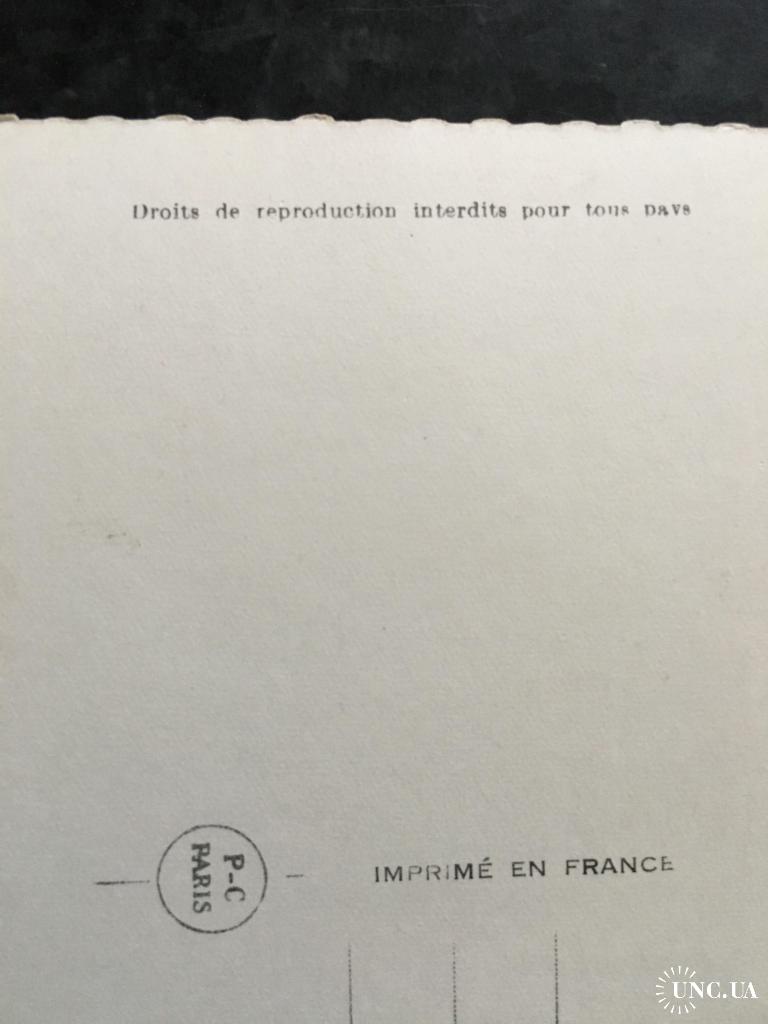 Droits de reproduction interdits pour tous pays
P-C
PARIS
IMPRIMÉ EN FRANCE
UNC.UA